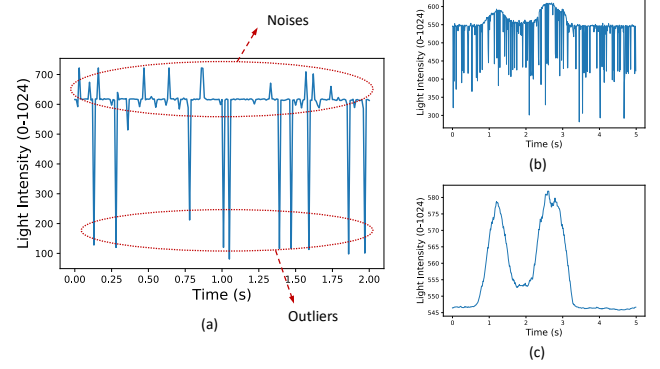 Noises
Light Intensity (0-1024)
700
600
500
400
300
200
100
0.00 0.25 0.50 0.75 1.00 1.25 1.50 1.75 2.00
Time (s)
Outliers
(a)
Light Intensity (0-1024)
600
550
500
450
400
350
300
0 1 2 3 4 5
Time (s)
(b)
Light Intensity (0-1024)
580
575
570
565
560
555
550
545
0 1 2 3 4 5
Time (s)
(c)